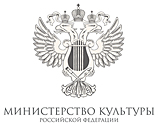 МИНИСТЕРСТВО КУЛЬТУРЫ
РОССИЙСКОЙ ФЕДЕРАЦИИ